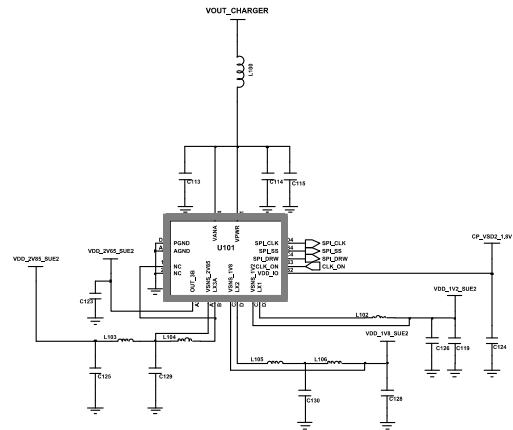 VOUT_CHARGER
L100
C113
C114
C115
U101
VANA
VPWR
PGND
AGND
NC
NC
SPI_CLK
SPI_SS
SPI_DRW
CLK_ON
VDD_IO
SPI_CLK
SPI_SS
SPI_DRW
CLK_ON
OUT_3B
VSNS_2V65
LX3A
VSNS_1V8
LX2
VSNS_1V2
LX1
CP_VSD2_1,8V
VDD_2V65_SUE2
VDD_2V85_SUE2
C123
VDD_1V2_SUE2
L102
VDD_1V8_SUE2
L103
L104
L105
L106
C126
C119
C124
C125
C129
C130
C128